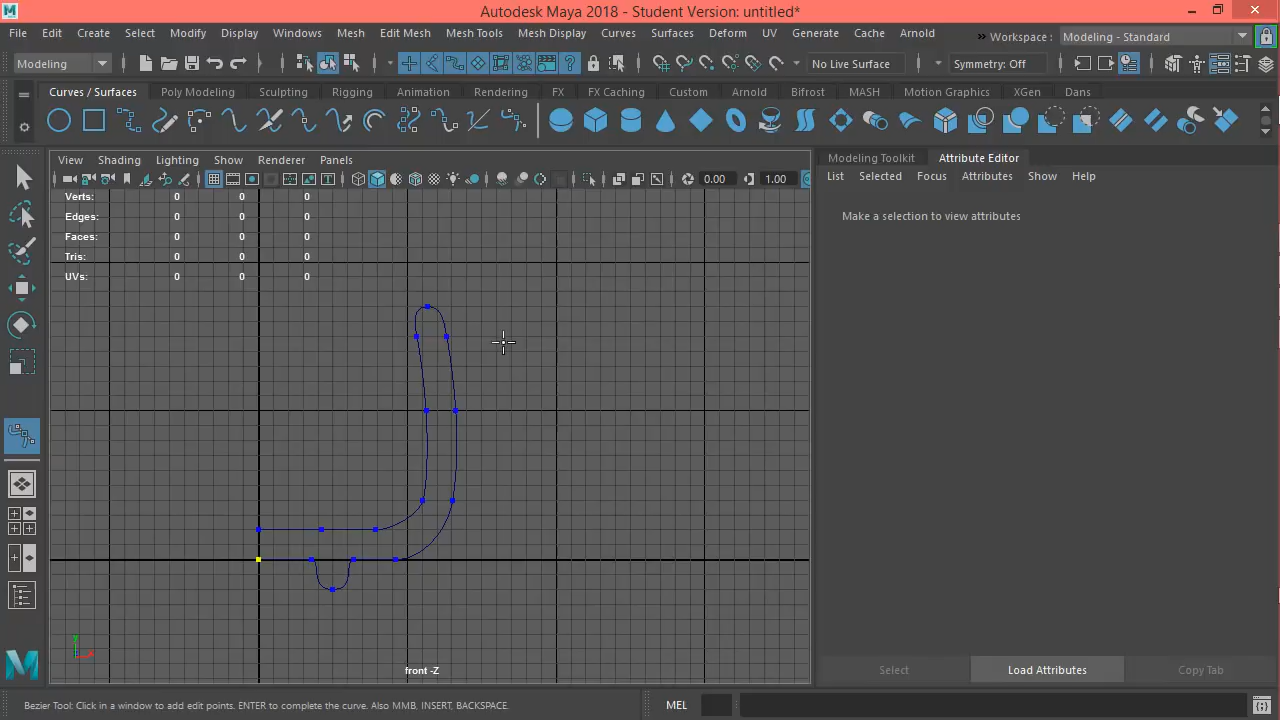 Autodesk Maya 2018 - Student Version: untitled*
File Edit Create Select Modify Display Windows Mesh Edit Mesh Mesh Tools Mesh Display Curves Surfaces Deform UV Generate Cache Arnold » Workspace : Modeling - Standard
Modeling No Live Surface Symmetry: Off
Curves / Surfaces Poly Modeling Sculpting Rigging Animation Rendering FX FX Caching Custom Arnold Bifrost MASH Motion Graphics XGen Dans
View Shading Lighting Show Renderer Panels
0.00 1.00
Verts: 0 0 0
Edges: 0 0 0
Faces: 0 0 0
Tris: 0 0 0
UVs: 0 0 0
y
x
front -Z
Modeling Toolkit Attribute Editor
List Selected Focus Attributes Show Help
Make a selection to view attributes
Select Load Attributes Copy Tab
Bezier Tool: Click in a window to add edit points. ENTER to complete the curve. Also MMB, INSERT, BACKSPACE.
MEL